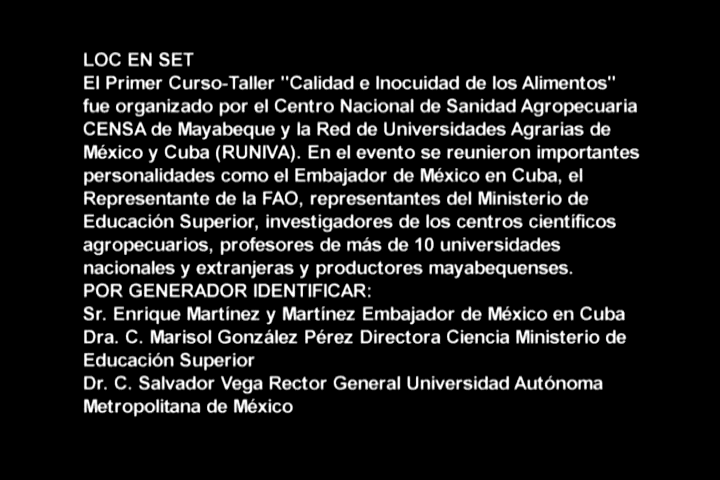 LOC EN SET
El Primer Curso-Taller "Calidad e Inocuidad de los Alimentos"
fue organizado por el Centro Nacional de Sanidad Agropecuaria
CENSA de Mayabeque y la Red de Universidades Agrarias de
México y Cuba (RUNIVA). En el evento se reunieron importantes
personalidades como el Embajador de México en Cuba, el
Representante de la FAO, representantes del Ministerio de
Educación Superior, investigadores de los centros científicos
agropecuarios, profesores de más de 10 universidades
nacionales y extranjeras y productores mayabequenses.
POR GENERADOR IDENTIFICAR:
Sr. Enrique Martínez y Martínez Embajador de México en Cuba
Dra. C. Marisol González Pérez Directora Ciencia Ministerio de
Educación Superior
Dr. C. Salvador Vega Rector General Universidad Autónoma
Metropolitana de México